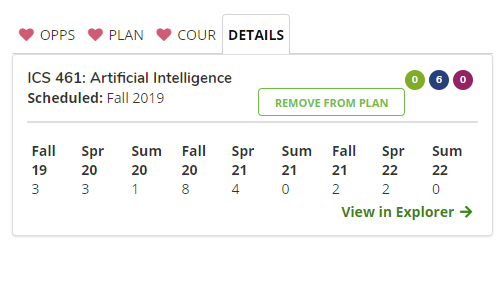 OPPS PLAN COUR DETAILS
ICS 461: Artificial Intelligence
0 6 0
Scheduled: Fall 2019
REMOVE FROM PLAN
Fall Spr Sum Fall Spr Sum Fall Spr Sum
19 20 20 20 21 21 21 22 22
3 3 1 8 4 0 2 2 0
View in Explorer →